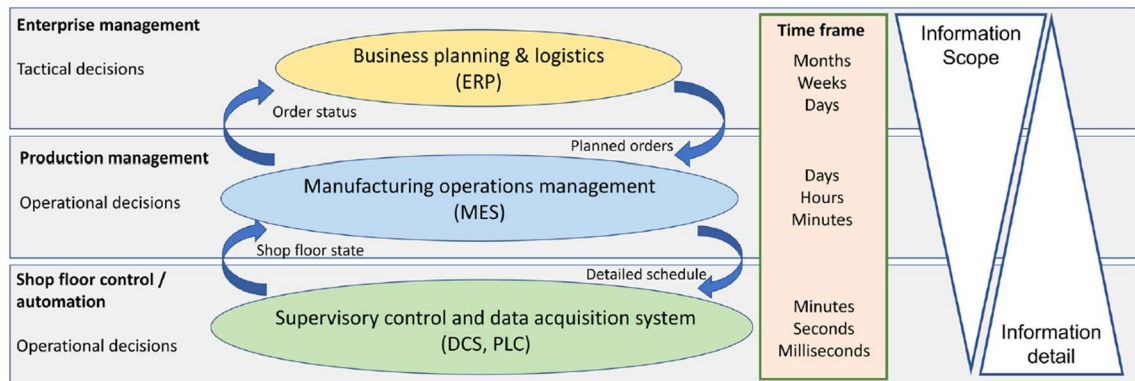 Enterprise management
Tactical decisions
Business planning & logistics
(ERP)
Order status
Planned orders
Production management
Operational decisions
Manufacturing operations management
(MES)
Shop floor state
Detailed schedule
Shop floor control /
automation
Operational decisions
Supervisory control and data acquisition system
(DCS, PLC)
Time frame
Months
Weeks
Days
Days
Hours
Minutes
Minutes
Seconds
Milliseconds
Information
Scope
Information
detail